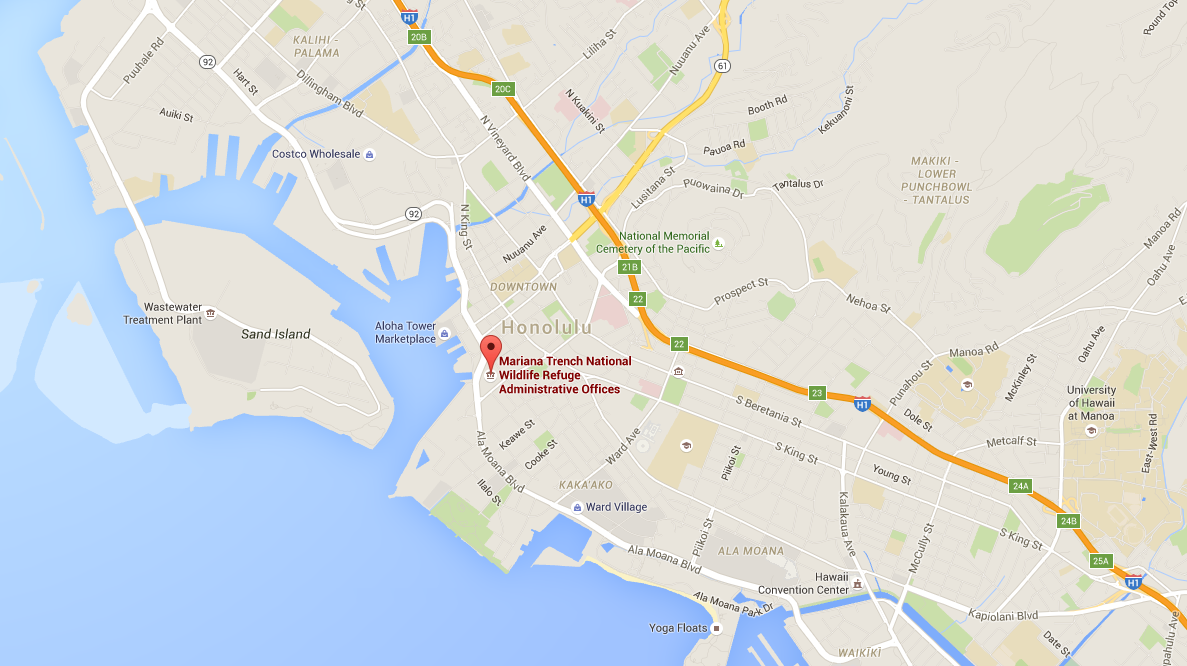 H1
20B
KALIHI -
PALAMA
Liliha St
Nuuanu Ave
Round Top
Puuhale Rd
92
Hart St
Dillingham Blvd
20C
61
Auiki St
N Kuakini St
Booth Rd
Kekuanoni St
N Vineyard Blvd
Costco Wholesale
Pauoa Rd
MAKIKI -
LOWER
PUNCHBOWL
- TANTALUS
Lusitana St
Puowaina Dr
Tantalus Dr
H1
92
N King St
Nuuanu Ave
National Memorial
Cemetery of the Pacific
Manoa Rd
Oahu Ave
21B
DOWNTOWN
22
Prospect St
Nehoa St
Wastewater
Treatment Plant
Sand Island
Aloha Tower
Marketplace
Honolulu
22
Manoa Rd
Oahu Ave
E
Mariana Trench National
Wildlife Refuge
Administrative Offices
McKinley St
Punahou St
23
H1
University
of Hawaii
at Manoa
S Beretania St
Dole St
East-West Rd
Keawe St
Cooke St
Ward Ave
Piikoi St
S King St
Metcalf St
Ala Moana Blvd
Ilalo St
KAKA'AKO
Young St
24A
Ward Village
Kalakaua Ave
McCully St
24B
S King St
Piikoi St
ALA MOANA
Ala Moana Blvd
25A
Hawaii
Convention Center
H1
Ala Moana Park Dr
Kapiolani Blvd
Yoga Floats
Date St
pahulu Ave
WAIKĪKĪ